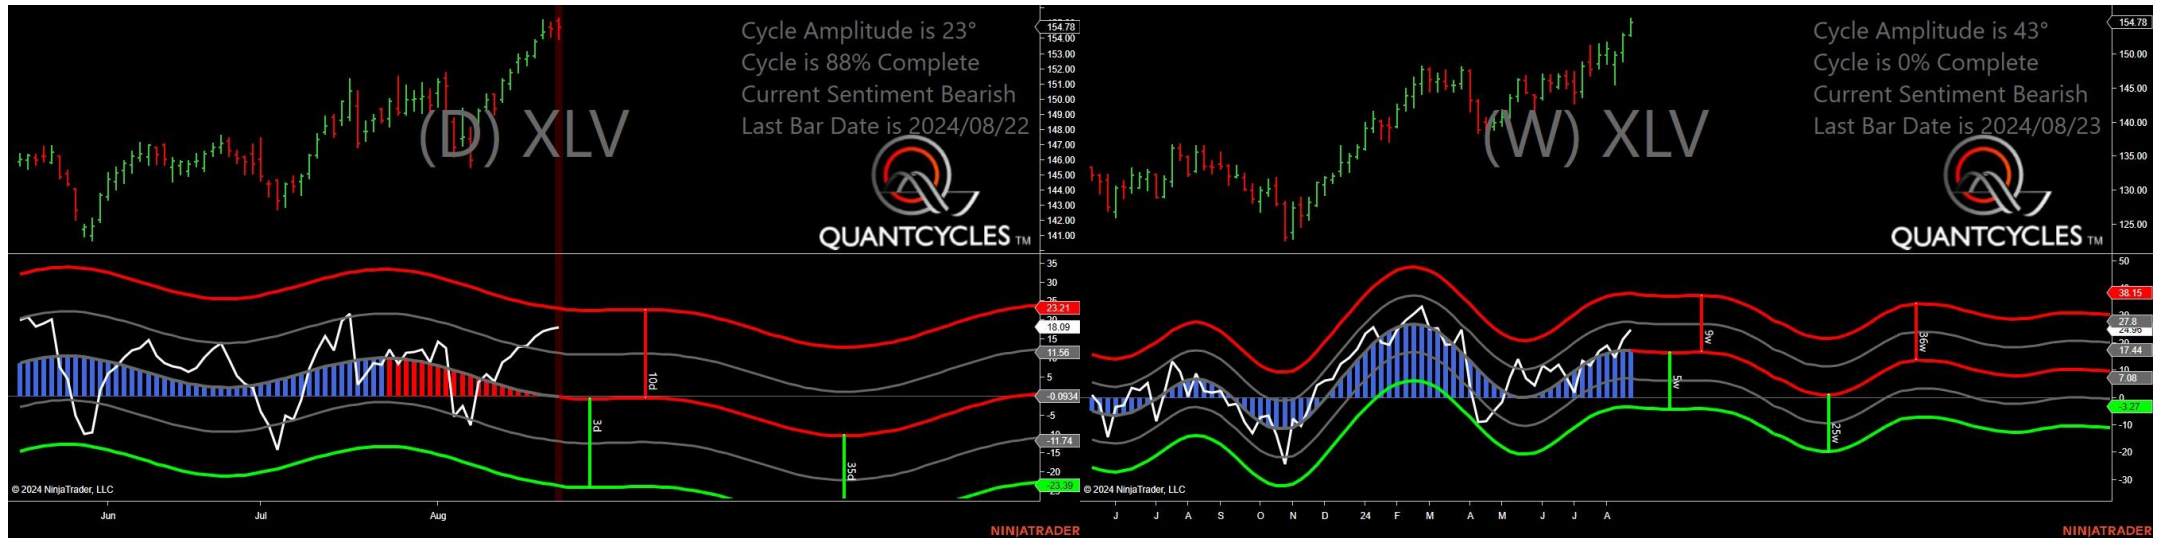 Cycle Amplitude is 23°
Cycle is 88% Complete
Current Sentiment Bearish
Last Bar Date is 2024/08/22
(D) XLV
QUANTCYCLES TM
154.78
154.00
153.00
152.00
151.00
150.00
149.00
148.00
147.00
146.00
145.00
144.00
143.00
142.00
141.00
35
30
23.21
18.09
15
11.56
5
-0.0934
-5
-11.74
-15
-20
-23.39
10d
3d
35d
© 2024 NinjaTrader, LLC
Jun
Jul
Aug
NINJATRADER
Cycle Amplitude is 43°
Cycle is 0% Complete
Current Sentiment Bearish
Last Bar Date is 2024/08/23
(W) XLV
QUANTCYCLES TM
154.78
150.00
145.00
140.00
135.00
130.00
125.00
50
38.15
27.8
24.96
17.44
10
7.08
0
-3.27
-10
-20
-30
9w
5w
36w
25w
© 2024 NinjaTrader, LLC
J
J
A
S
O
N
D
24
F
M
A
M
J
J
A
NINJATRADER